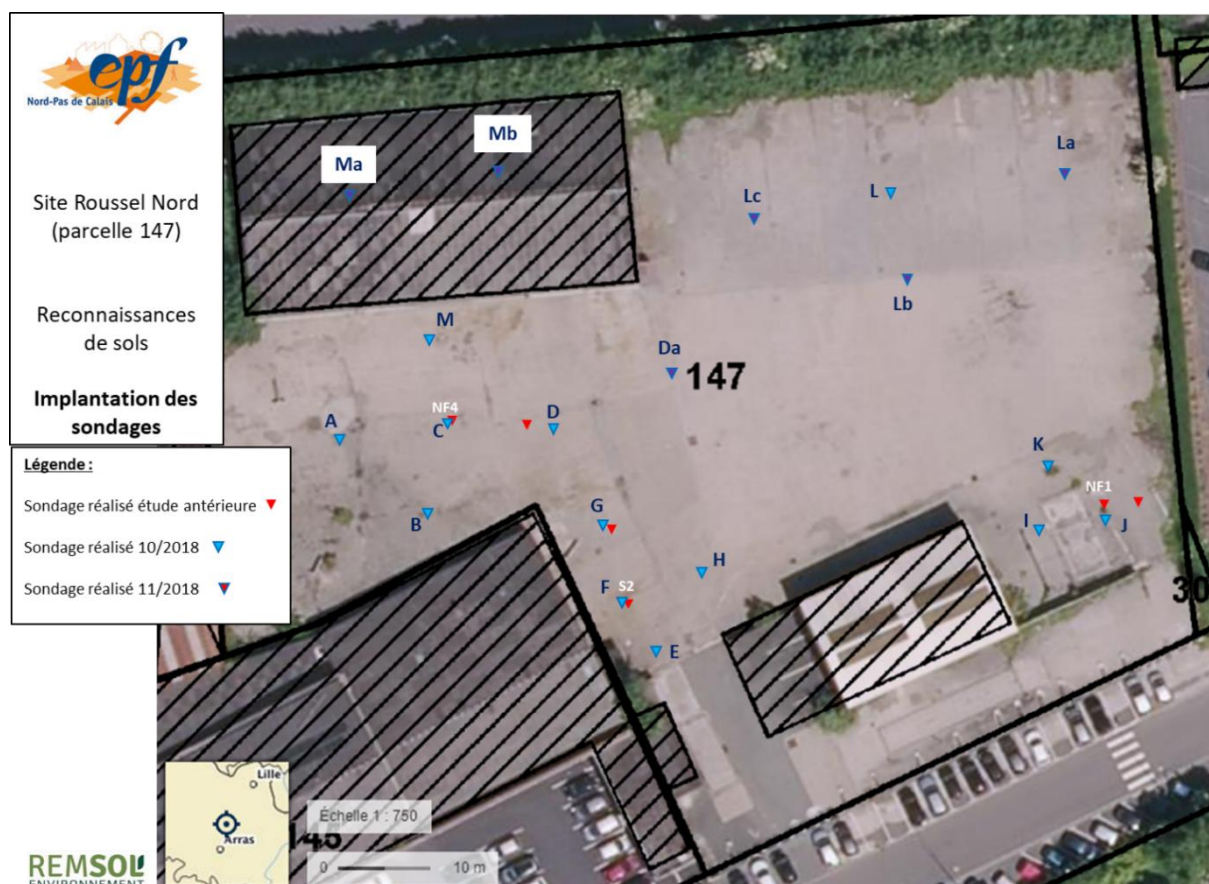 epf
Nord-Pas de Calais
Site Roussel Nord
(parcelle 147)
Reconnaissances
de sols
Implantation des
sondages
Légende :
Sondage réalisé étude antérieure
Sondage réalisé 10/2018
Sondage réalisé 11/2018
Ma
Mb
Lc
L
La
Lb
M
Da
147
A
NF4
C
D
B
G
K
NF1
I
J
H
F
S2
E
30
Lille
Arras
145
Échelle 1 : 750
0
10 m
REMSOL
ENVIRONNEMENT